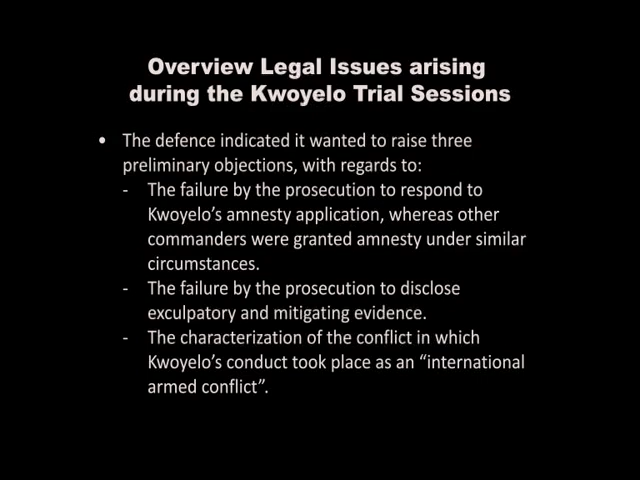 Overview Legal Issues arising
during the Kwoyelo Trial Sessions
• The defence indicated it wanted to raise three
preliminary objections, with regards to:
- The failure by the prosecution to respond to
Kwoyelo’s amnesty application, whereas other
commanders were granted amnesty under similar
circumstances.
- The failure by the prosecution to disclose
exculpatory and mitigating evidence.
- The characterization of the conflict in which
Kwoyelo’s conduct took place as an “international
armed conflict”.